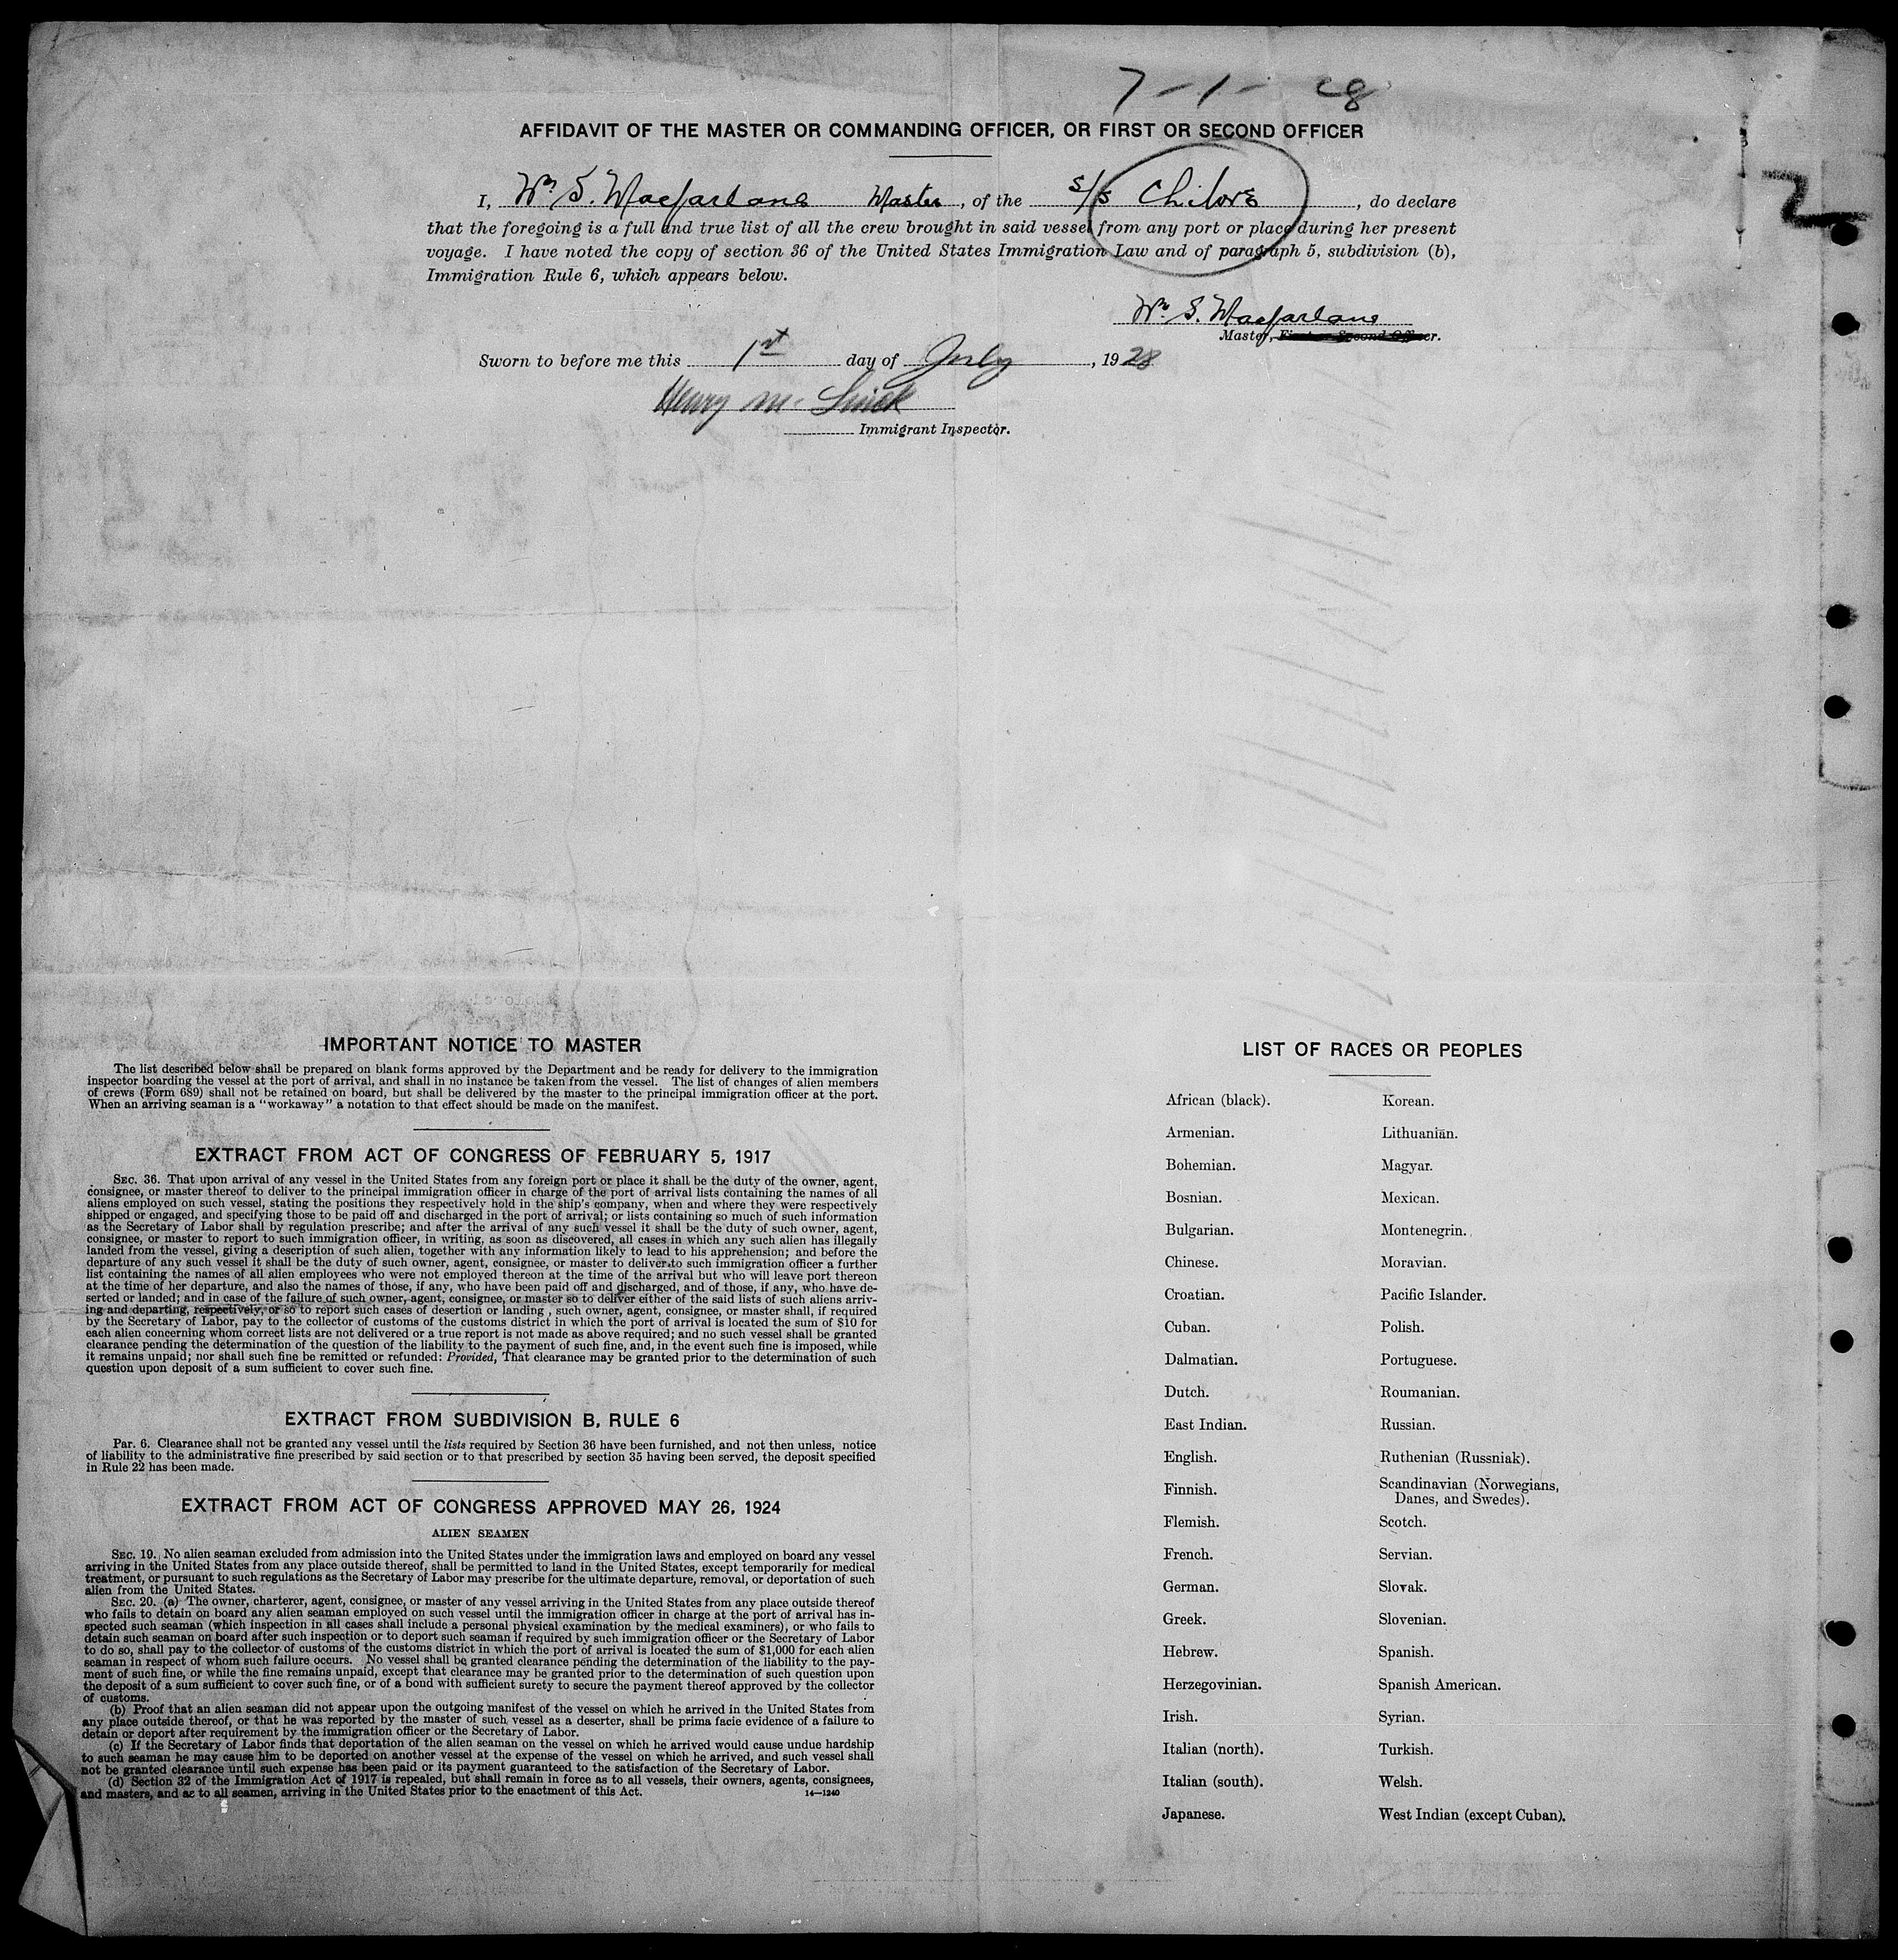 7-1-28
AFFIDAVIT OF THE MASTER OR COMMANDING OFFICER, OR FIRST OR SECOND OFFICER
I, Wm. S. Macfarlane Master, of the S/S Chilore, do declare
that the foregoing is a full and true list of all the crew brought in said vessel from any port or place during her present
voyage. I have noted the copy of section 36 of the United States Immigration Law and of paragraph 5, subdivision (b),
Immigration Rule 6, which appears below.
Wm. S. Macfarlane
Master, First or Second Officer.
Sworn to before me this 1st day of July, 1928
Henry M.
Immigrant Inspector.
IMPORTANT NOTICE TO MASTER
The list described below shall be prepared on blank forms approved by the Department and be ready for delivery to the immigration
inspector boarding the vessel at the port of arrival, and shall in no instance be taken from the vessel. The list of changes of alien members
of crews (Form 689) shall not be retained on board, but shall be delivered by the master to the principal immigration officer at the port.
When an arriving seaman is a "workaway" a notation to that effect should be made on the manifest.
EXTRACT FROM ACT OF CONGRESS OF FEBRUARY 5, 1917
SEC. 36. That upon arrival of any vessel in the United States from any foreign port or place it shall be the duty of the owner, agent,
consignee, or master thereof to deliver to the principal immigration officer in charge of the port of arrival lists containing the names of all
aliens employed on such vessel, stating the positions they respectively hold in the ship's company, when and where they were respectively
shipped or engaged, and specifying those to be paid off and discharged in the port of arrival; or lists containing so much of such information
as the Secretary of Labor shall by regulation prescribe; and after the arrival of any such vessel it shall be the duty of such owner, agent,
consignee, or master to report to such immigration officer, in writing, as soon as discovered, all cases in which any such alien has illegally
landed from the vessel, giving a description of such alien, together with any information likely to lead to his apprehension; and before the
departure of any such vessel it shall be the duty of such owner, agent, consignee, or master to deliver to such immigration officer a further
list containing the names of all alien employees who were not employed thereon at the time of the arrival but who will leave port thereon
at the time of her departure, and also the names of those, if any, who have been paid off and discharged, and of those, if any, who have de-
serted or landed; and in case of the failure of such owner, agent, consignee, or master so to deliver either of the said lists of such aliens arriv-
ing and departing, respectively, or so to report such cases of desertion or landing , such owner, agent, consignee, or master shall, if required
by the Secretary of Labor, pay to the collector of customs of the customs district in which the port of arrival is located the sum of $10 for
each alien concerning whom correct lists are not delivered or a true report is not made as above required; and no such vessel shall be granted
clearance pending the determination of the question of the liability to the payment of such fine, and, in the event such fine is imposed, while
it remains unpaid; nor shall such fine be remitted or refunded: Provided, That clearance may be granted prior to the determination of such
question upon deposit of a sum sufficient to cover such fine.
EXTRACT FROM SUBDIVISION B, RULE 6
Par. 6. Clearance shall not be granted any vessel until the lists required by Section 36 have been furnished, and not then unless, notice
of liability to the administrative fine prescribed by said section or to that prescribed by section 35 having been served, the deposit specified
in Rule 22 has been made.
EXTRACT FROM ACT OF CONGRESS APPROVED MAY 26, 1924
ALIEN SEAMEN
SEC. 19. No alien seaman excluded from admission into the United States under the immigration laws and employed on board any vessel
arriving in the United States from any place outside thereof, shall be permitted to land in the United States, except temporarily for medical
treatment, or pursuant to such regulations as the Secretary of Labor may prescribe for the ultimate departure, removal, or deportation of such
alien from the United States.
SEC. 20. (a) The owner, charterer, agent, consignee, or master of any vessel arriving in the United States from any place outside thereof
who fails to detain on board any alien seaman employed on such vessel until the immigration officer in charge at the port of arrival has in-
spected such seaman (which inspection in all cases shall include a personal physical examination by the medical examiners), or who fails to
detain such seaman on board after such inspection or to deport such seaman if required by such immigration officer or the Secretary of Labor
to do so, shall pay to the collector of customs of the customs district in which the port of arrival is located the sum of $1,000 for each alien
seaman in respect of whom such failure occurs. No vessel shall be granted clearance pending the determination of the liability to the pay-
ment of such fine, or while the fine remains unpaid, except that clearance may be granted prior to the determination of such question upon
the deposit of a sum sufficient to cover such fine, or of a bond with sufficient surety to secure the payment thereof approved by the collector
of customs.
(b) Proof that an alien seaman did not appear upon the outgoing manifest of the vessel on which he arrived in the United States from
any place outside thereof, or that he was reported by the master of such vessel as a deserter, shall be prima facie evidence of a failure to
detain or deport after requirement by the immigration officer or the Secretary of Labor.
(c) If the Secretary of Labor finds that deportation of the alien seaman on the vessel on which he arrived would cause undue hardship
to such seaman he may cause him to be deported on another vessel at the expense of the vessel on which he arrived, and such vessel shall
not be granted clearance until such expense has been paid or its payment guaranteed to the satisfaction of the Secretary of Labor.
(d) Section 32 of the Immigration Act of 1917 is repealed, but shall remain in force as to all vessels, their owners, agents, consignees,
and masters, and as to all seamen, arriving in the United States prior to the enactment of this Act.
14—1240
LIST OF RACES OR PEOPLES
African (black). Korean.
Armenian. Lithuanian.
Bohemian. Magyar.
Bosnian. Mexican.
Bulgarian. Montenegrin.
Chinese. Moravian.
Croatian. Pacific Islander.
Cuban. Polish.
Dalmatian. Portuguese.
Dutch. Roumanian.
East Indian. Russian.
English. Ruthenian (Russniak).
Finnish. Scandinavian (Norwegians,
Danes, and Swedes).
Flemish. Scotch.
French. Servian.
German. Slovak.
Greek. Slovenian.
Hebrew. Spanish.
Herzegovinian. Spanish American.
Irish. Syrian.
Italian (north). Turkish.
Italian (south). Welsh.
Japanese. West Indian (except Cuban).